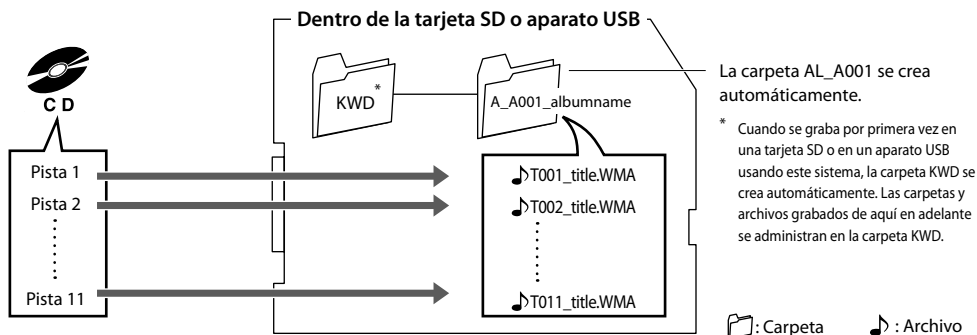 Dentro de la tarjeta SD o aparato USB
CD
KWD*
A_A001_albumname
La carpeta AL_A001 se crea
automáticamente.
* Cuando se graba por primera vez en
una tarjeta SD o en un aparato USB
usando este sistema, la carpeta KWD se
crea automáticamente. Las carpetas y
archivos grabados de aquí en adelante
se administran en la carpeta KWD.
Pista 1
Pista 2
Pista 11
T001_title.WMA
T002_title.WMA
T011_title.WMA
: Carpeta
: Archivo